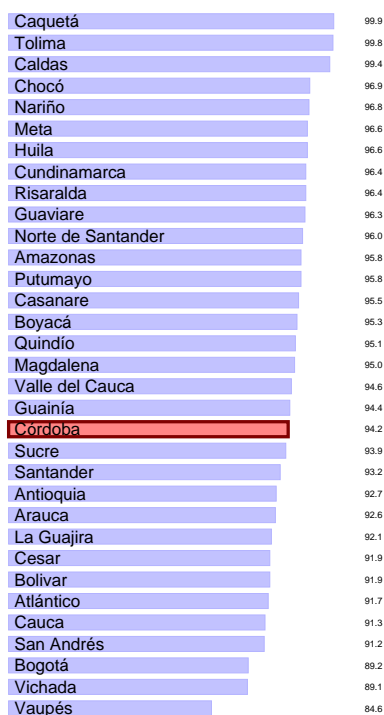 Caquetá 99.9
Tolima 99.8
Caldas 99.4
Chocó 96.9
Nariño 96.8
Meta 96.6
Huila 96.6
Cundinamarca 96.4
Risaralda 96.4
Guaviare 96.3
Norte de Santander 96.0
Amazonas 95.8
Putumayo 95.8
Casanare 95.5
Boyacá 95.3
Quindío 95.1
Magdalena 95.0
Valle del Cauca 94.6
Guainía 94.4
Córdoba 94.2
Sucre 93.9
Santander 93.2
Antioquia 92.7
Arauca 92.6
La Guajira 92.1
Cesar 91.9
Bolivar 91.9
Atlántico 91.7
Cauca 91.3
San Andrés 91.2
Bogotá 89.2
Vichada 89.1
Vaupés 84.6